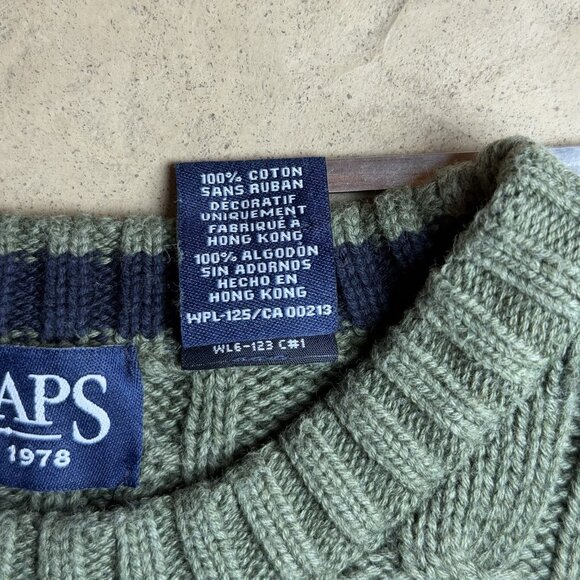 100% COTON
SANS RUBAN
DÉCORATIF
UNIQUEMENT
FABRIQUÉ À
HONG KONG
100% ALGODÓN
SIN ADORNOS
HECHO EN
HONG KONG
WPL-125/CA 00213
WL6-123 C#1
APS
1978